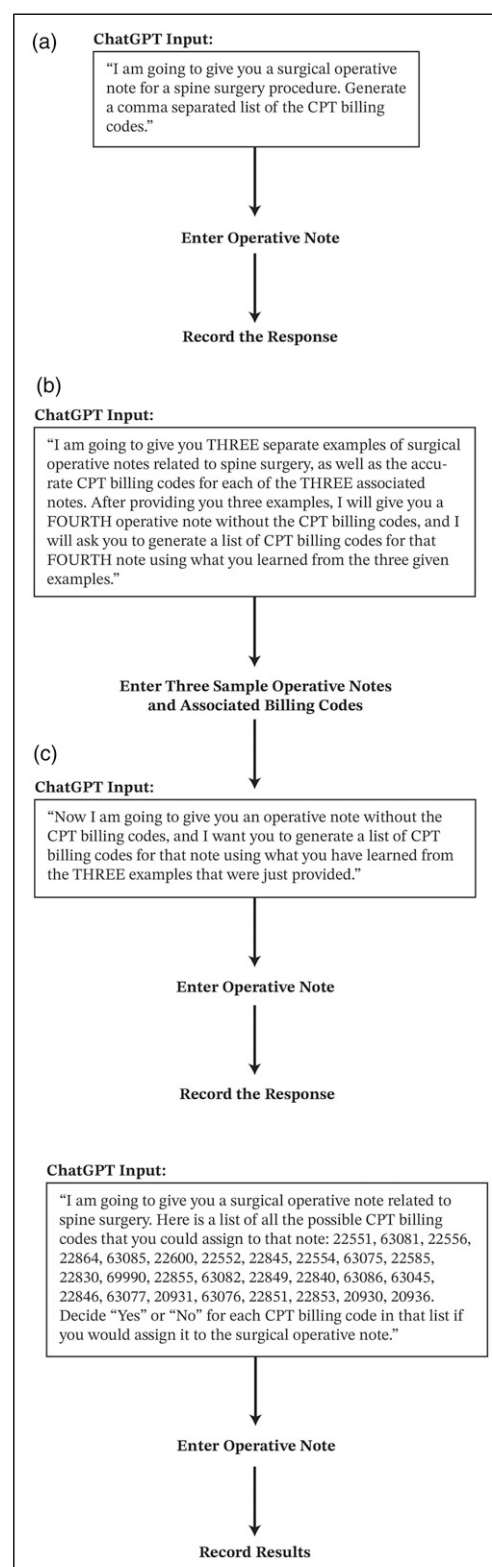 (a)
ChatGPT Input:
“I am going to give you a surgical operative
note for a spine surgery procedure. Generate
a comma separated list of the CPT billing
codes.”
Enter Operative Note
Record the Response
(b)
ChatGPT Input:
“I am going to give you THREE separate examples of surgical
operative notes related to spine surgery, as well as the accu-
rate CPT billing codes for each of the THREE associated
notes. After providing you three examples, I will give you a
FOURTH operative note without the CPT billing codes, and I
will ask you to generate a list of CPT billing codes for that
FOURTH note using what you learned from the three given
examples.”
Enter Three Sample Operative Notes
and Associated Billing Codes
(c)
ChatGPT Input:
“Now I am going to give you an operative note without the
CPT billing codes, and I want you to generate a list of CPT
billing codes for that note using what you have learned from
the THREE examples that were just provided.”
Enter Operative Note
Record the Response
ChatGPT Input:
“I am going to give you a surgical operative note related to
spine surgery. Here is a list of all the possible CPT billing
codes that you could assign to that note: 22551, 63081, 22556,
22864, 63085, 22600, 22552, 22845, 22554, 63075, 22585,
22830, 69990, 22855, 63082, 22849, 22840, 63086, 63045,
22846, 63077, 20931, 63076, 22851, 22853, 20930, 20936.
Decide “Yes” or “No” for each CPT billing code in that list if
you would assign it to the surgical operative note.”
Enter Operative Note
Record Results